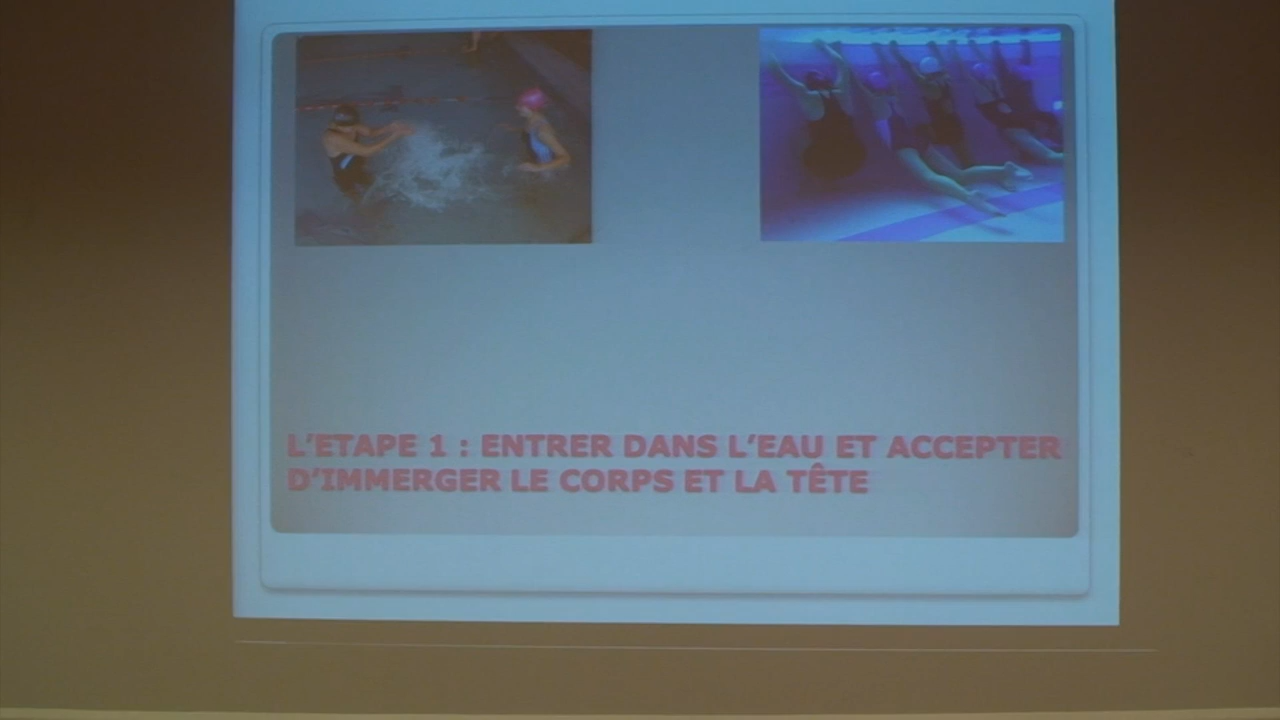 L'ETAPE 1 : ENTRER DANS L'EAU ET ACCEPTER
D'IMMERGER LE CORPS ET LA TÊTE